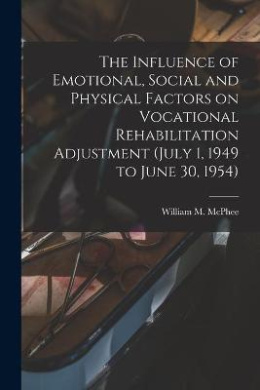 The Influence of
Emotional, Social and
Physical Factors on
Vocational
Rehabilitation
Adjustment (July 1, 1949
to June 30, 1954)
William M. McPhee